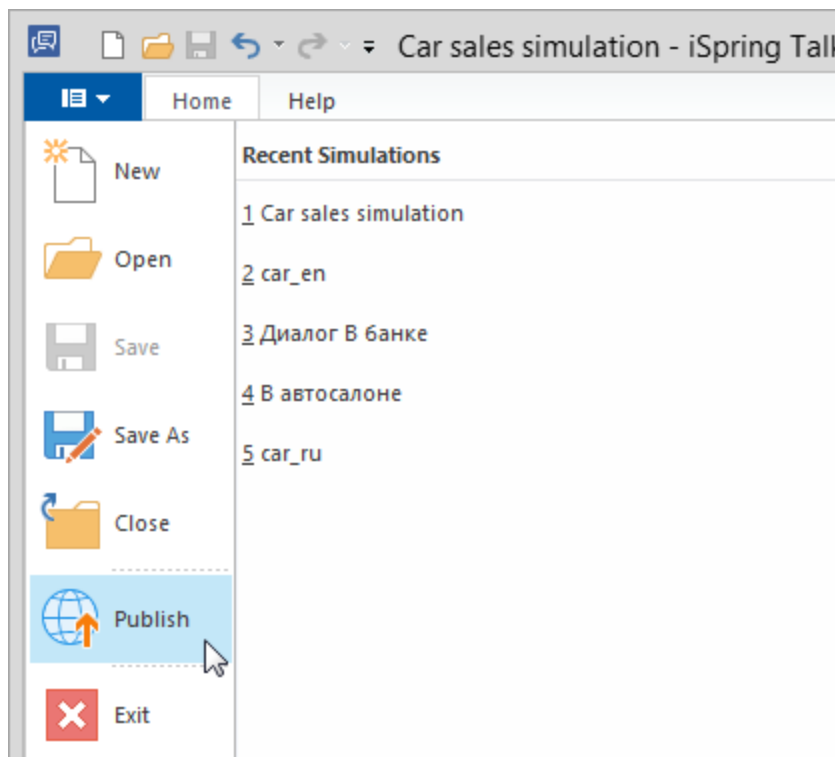 Car sales simulation - iSpring Talk
Home Help
New
Open
Save
Save As
Close
Publish
Exit
Recent Simulations
1 Car sales simulation
2 car_en
3 Диалог В банке
4 В автосалоне
5 car_ru